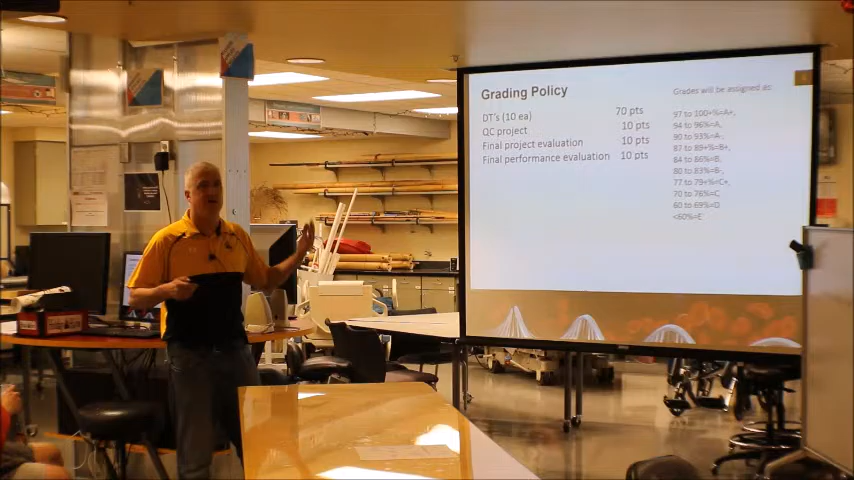 Grading Policy
DT's (10 ea) 70 pts
QC project 10 pts
Final project evaluation 10 pts
Final performance evaluation 10 pts
Grades will be assigned as
97 to 100+%=A+,
94 to 96%=A,
90 to 93%=A-,
87 to 89+%=B+,
84 to 86%=B,
80 to 83%=B-,
77 to 79+%=C+,
70 to 76%=C
60 to 69%=D
<60%=E